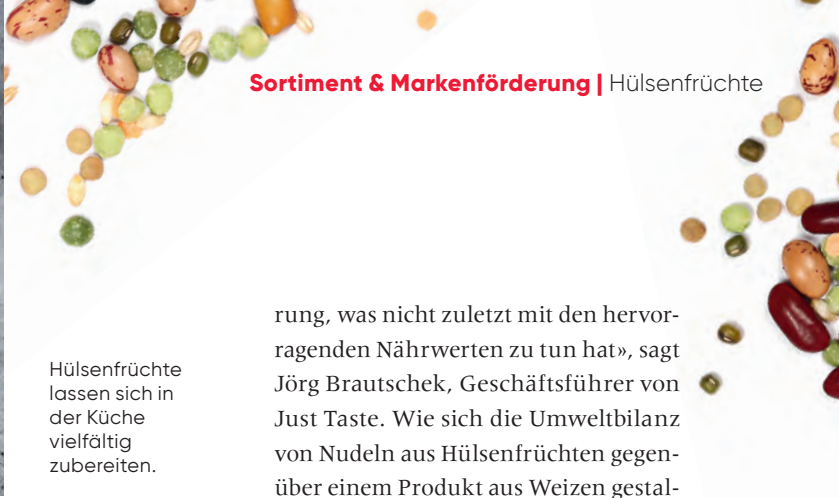 Sortiment & Markenförderung | Hülsenfrüchte
Hülsenfrüchte
lassen sich in
der Küche
vielfältig
zubereiten.
rung, was nicht zuletzt mit den hervor-
ragenden Nährwerten zu tun hat», sagt
Jörg Brautschek, Geschäftsführer von
Just Taste. Wie sich die Umweltbilanz
von Nudeln aus Hülsenfrüchten gegen-
über einem Produkt aus Weizen gestal-